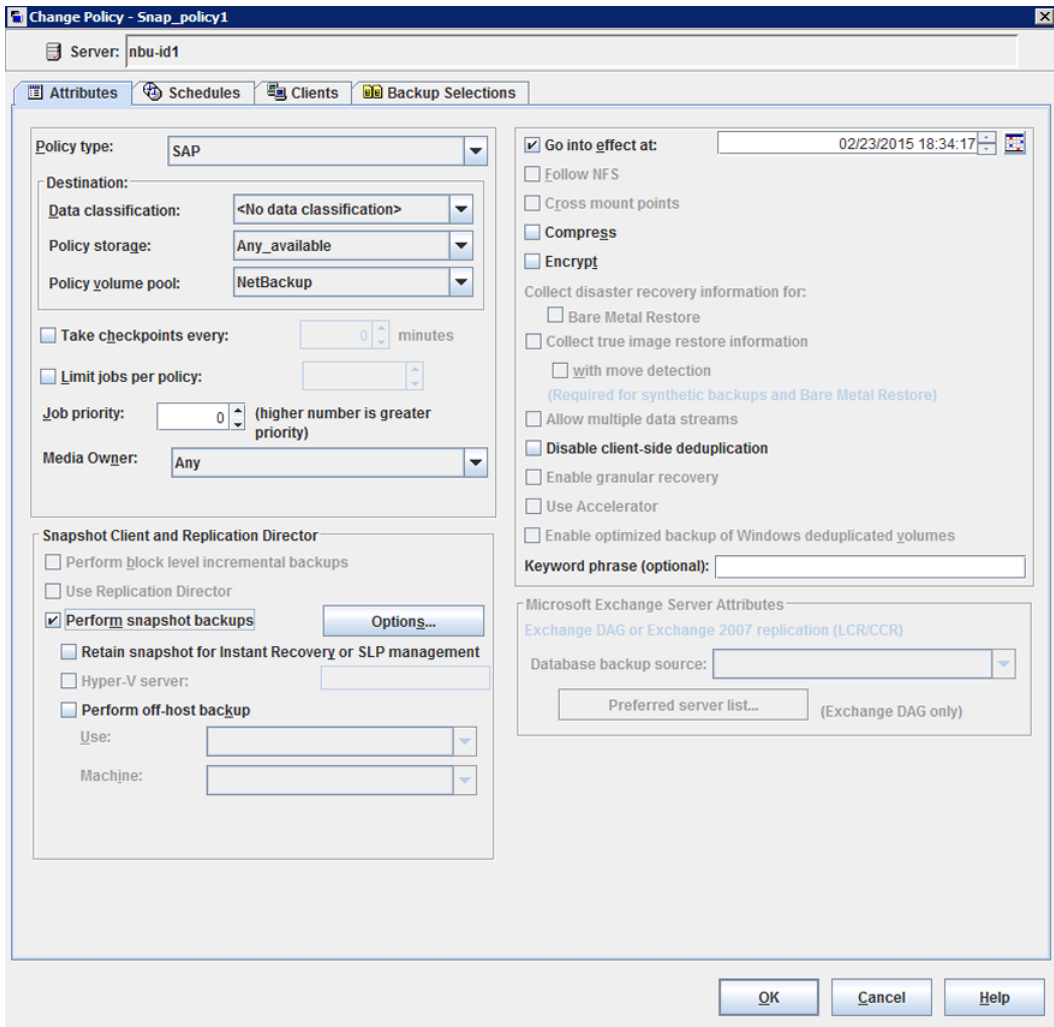 Change Policy - Snap_policy1
Server: nbu-id1
Attributes
Schedules
Clients
Backup Selections
Policy type: SAP
Destination:
Data classification: <No data classification>
Policy storage: Any_available
Policy volume pool: NetBackup
Take checkpoints every: 0 minutes
Limit jobs per policy:
Job priority: 0 (higher number is greater
priority)
Media Owner: Any
Snapshot Client and Replication Director
Perform block level incremental backups
Use Replication Director
Perform snapshot backups Options...
Retain snapshot for Instant Recovery or SLP management
Hyper-V server:
Perform off-host backup
Use:
Machine:
Go into effect at: 02/23/2015 18:34:17
Follow NFS
Cross mount points
Compress
Encrypt
Collect disaster recovery information for:
Bare Metal Restore
Collect true image restore information
with move detection
(Required for synthetic backups and Bare Metal Restore)
Allow multiple data streams
Disable client-side deduplication
Enable granular recovery
Use Accelerator
Enable optimized backup of Windows deduplicated volumes
Keyword phrase (optional):
Microsoft Exchange Server Attributes
Exchange DAG or Exchange 2007 replication (LCR/CCR)
Database backup source:
Preferred server list... (Exchange DAG only)
OK
Cancel
Help